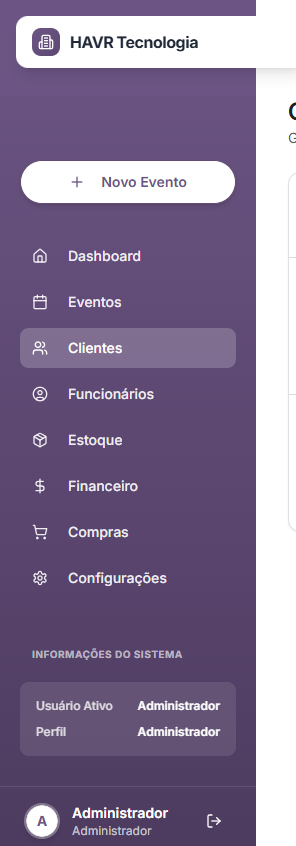 HAVR Tecnologia
Novo Evento
Dashboard
Eventos
Clientes
Funcionários
Estoque
Financeiro
Compras
Configurações
INFORMAÇÕES DO SISTEMA
Usuário Ativo Administrador
Perfil Administrador
A Administrador
Administrador